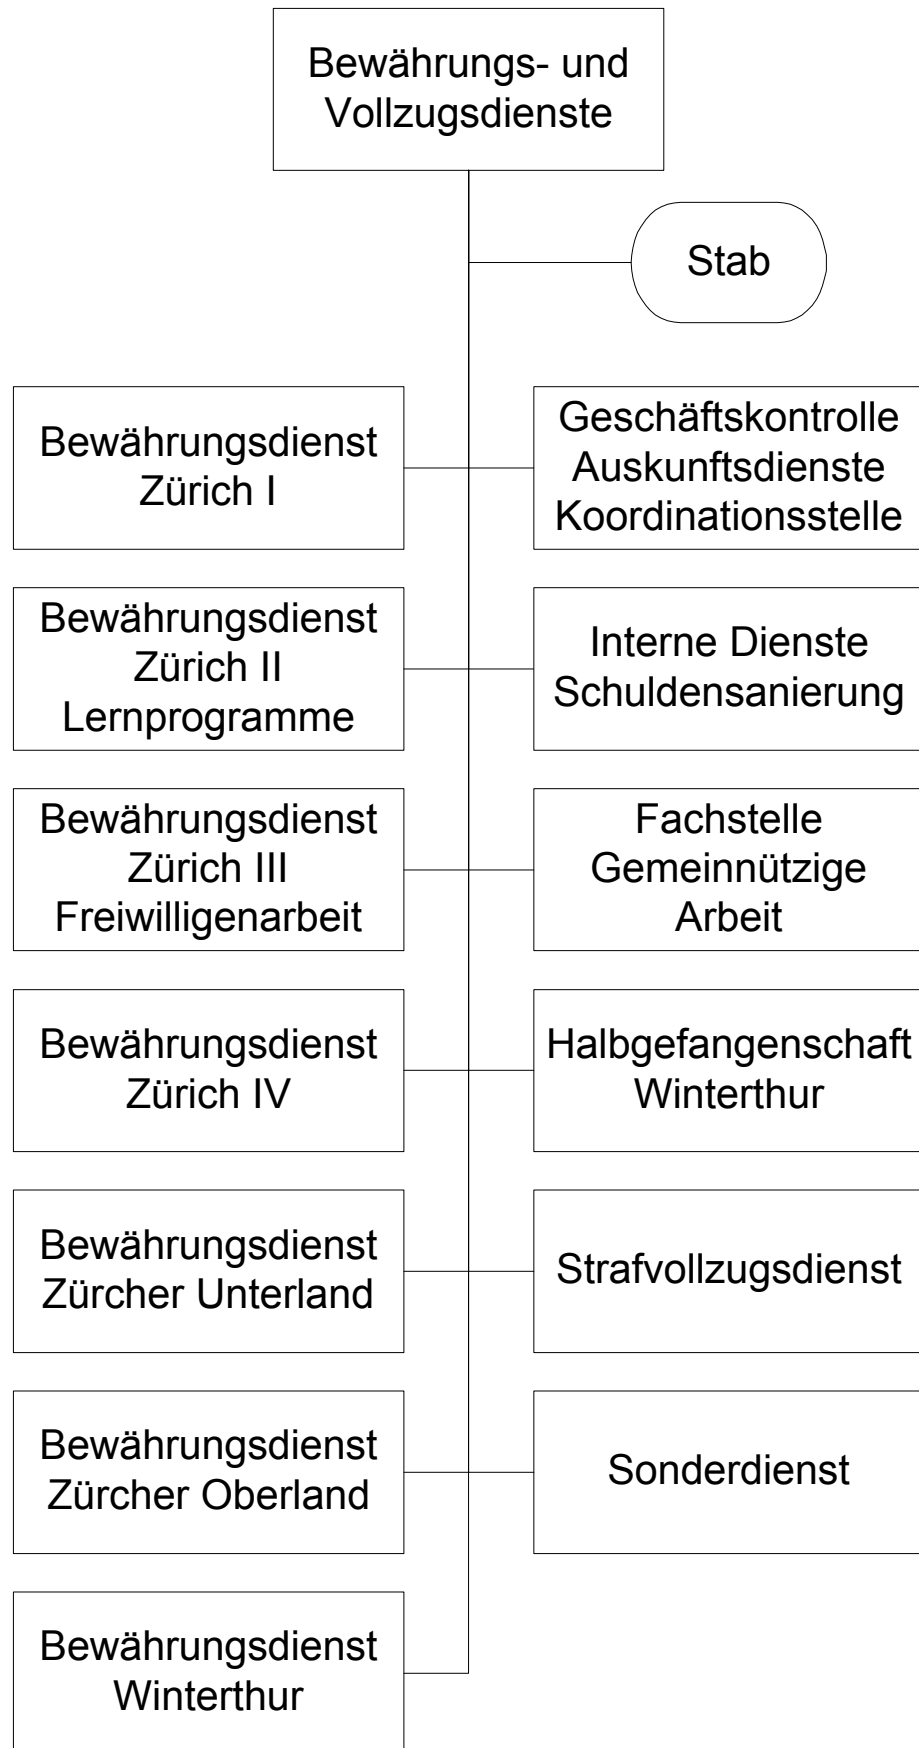 Bewährungs- und
Vollzugsdienste
Stab
Bewährungsdienst
Zürich I
Geschäftskontrolle
Auskunftsdienste
Koordinationsstelle
Bewährungsdienst
Zürich II
Lernprogramme
Interne Dienste
Schuldensanierung
Bewährungsdienst
Zürich III
Freiwilligenarbeit
Fachstelle
Gemeinnützige
Arbeit
Bewährungsdienst
Zürich IV
Halbgefangenschaft
Winterthur
Bewährungsdienst
Zürcher Unterland
Strafvollzugsdienst
Bewährungsdienst
Zürcher Oberland
Sonderdienst
Bewährungsdienst
Winterthur